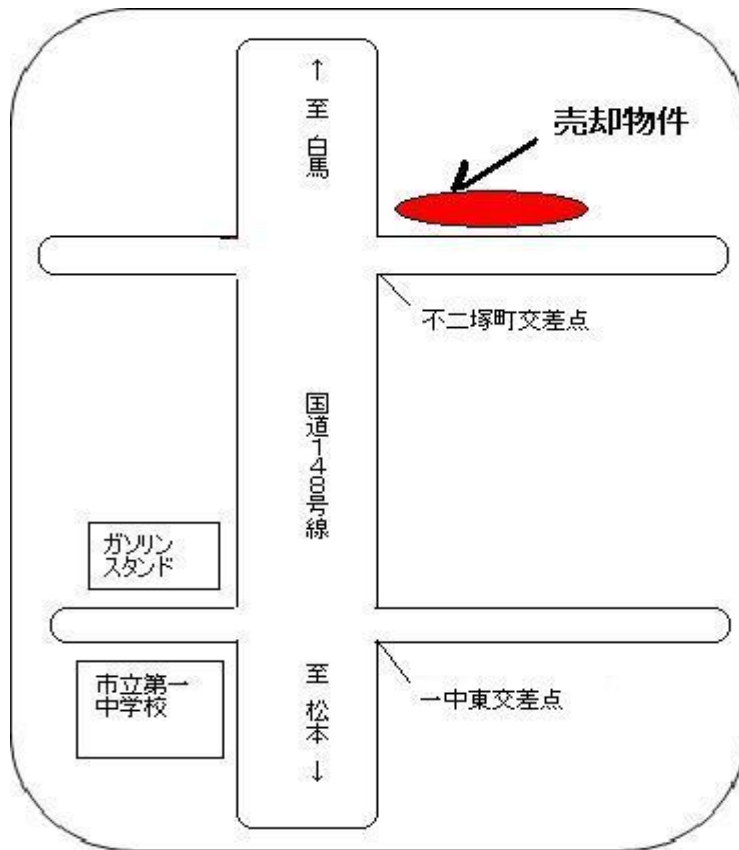 ↑ 至 白馬
売却物件
不二塚町交差点
国道148号線
ガソリン
スタンド
市立第一
中学校
至 松本 ↓
一中東交差点